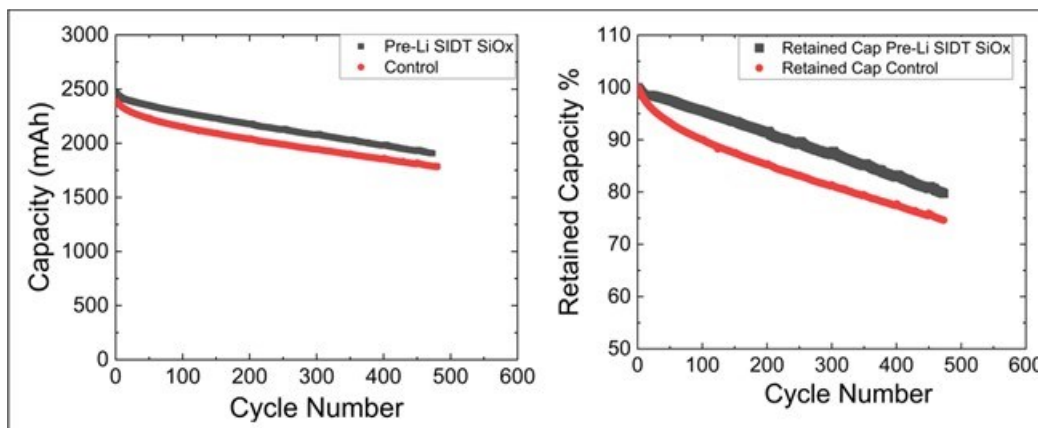 3000
2500
2000
1500
1000
500
0
Capacity (mAh)
Pre-Li SIDT SiOx
Control
0 100 200 300 400 500 600
Cycle Number
110
100
90
80
70
60
50
Retained Capacity %
Retained Cap Pre-Li SIDT SiOx
Retained Cap Control
0 100 200 300 400 500 600
Cycle Number